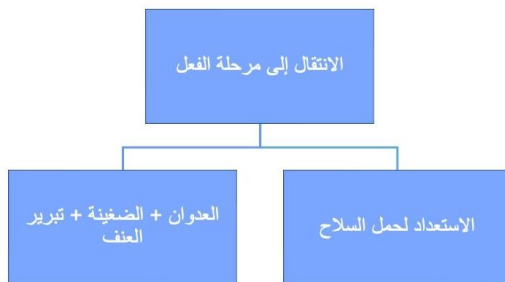 الانتقال إلى مرحلة الفعل
الاستعداد لحمل السلاح
العدوان + الضغينة + تبرير
العنف